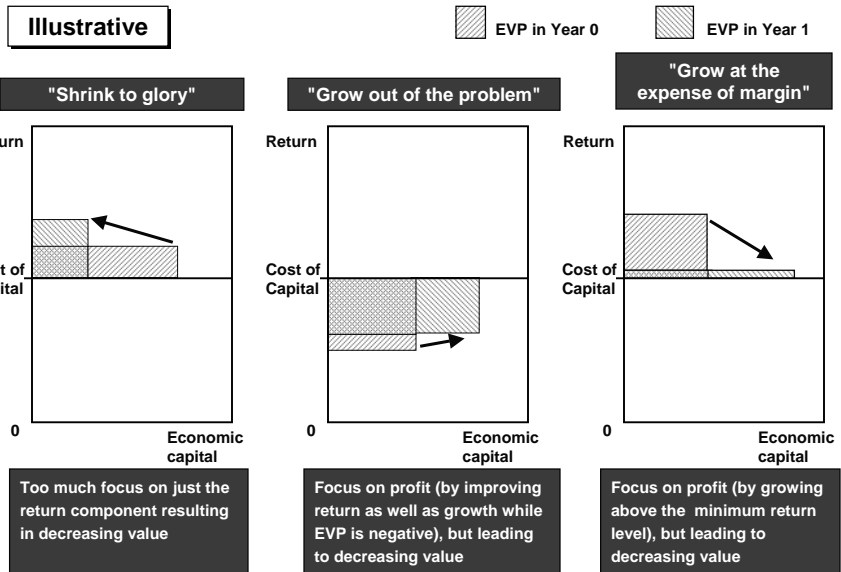 Illustrative
EVP in Year 0
EVP in Year 1
"Shrink to glory"
"Grow out of the problem"
"Grow at the
expense of margin"
urn
t of
pital
0
Economic
capital
Return
Cost of
Capital
0
Economic
capital
Return
Cost of
Capital
0
Economic
capital
Too much focus on just the
return component resulting
in decreasing value
Focus on profit (by improving
return as well as growth while
EVP is negative), but leading
to decreasing value
Focus on profit (by growing
above the minimum return
level), but leading to
decreasing value